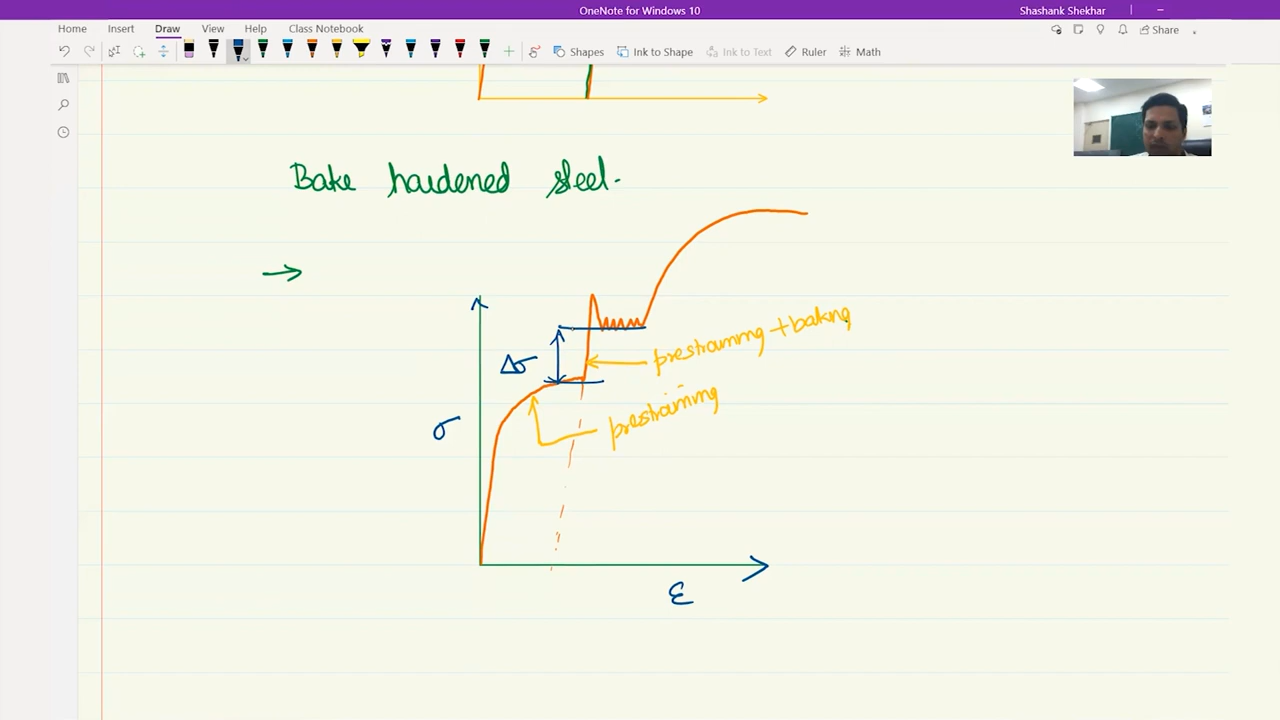 OneNote for Windows 10
Shashank Shekhar
Home Insert Draw View Help Class Notebook
Share
Shapes Ink to Shape Ink to Text Ruler Math
Bake hardened steel.
prestraining + baking
Δσ
prestraining
σ
ε